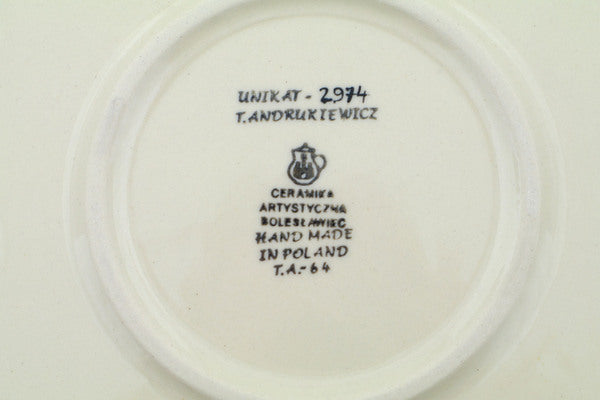 UNIKAT - 2974
T. ANDRUKIEWICZ
CERAMIKA
ARTYSTYCZNA
BOLESŁAWIEC
HAND MADE
IN POLAND
T.A.-64